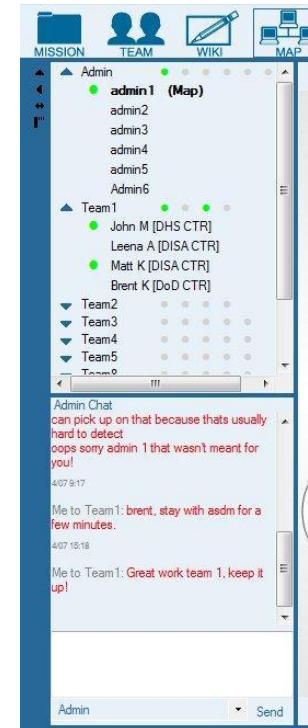 MISSION TEAM WIKI MAP
Admin
admin1 (Map)
admin2
admin3
admin4
admin5
Admin6
Team1
John M [DHS CTR]
Leena A [DISA CTR]
Matt K [DISA CTR]
Brent K [DoD CTR]
Team2
Team3
Team4
Team5
Admin Chat
can pick up on that because thats usually
hard to detect
oops sorry admin 1 that wasn't meant for
you!
4/07 9:17
Me to Team1: brent, stay with asdm for a
few minutes.
4/07 15:18
Me to Team1: Great work team 1, keep it
up!
Admin
Send